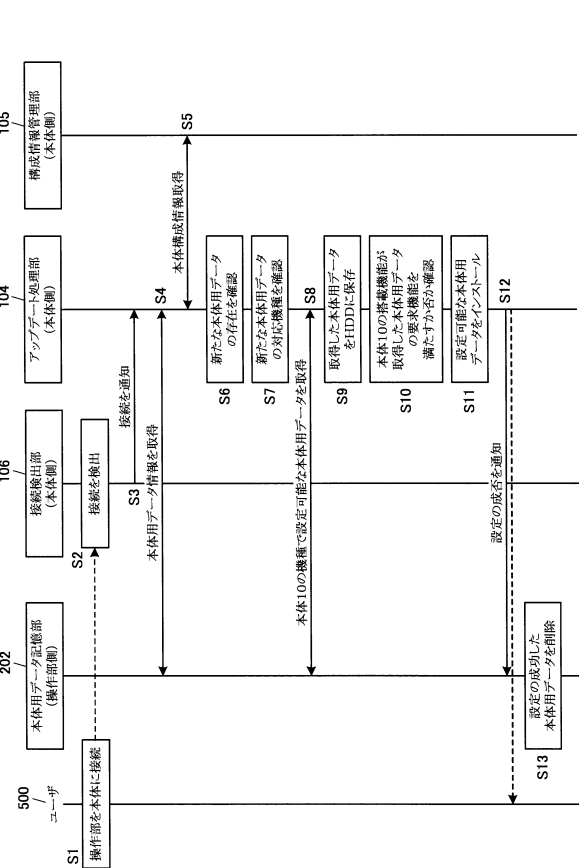 500
ユーザ
202
本体用データ記憶部
(操作部側)
106
接続検出部
(本体側)
104
アップデート処理部
(本体側)
105
構成情報管理部
(本体側)
S1
操作部を本体に接続
S2
接続を検出
S3
接続を通知
S4
本体用データ情報を取得
S5
本体構成情報取得
S6
新たな本体用データ
の存在を確認
S7
新たな本体用データ
の対応機種を確認
S8
本体10の機種で設定可能な本体用データを取得
S9
取得した本体用データ
をHDDに保存
S10
本体10の搭載機能が
取得した本体用データ
の要求機能を
満たすか否か確認
S11
設定可能な本体用
データをインストール
S12
設定の成否を通知
S13
設定の成功した
本体用データを削除